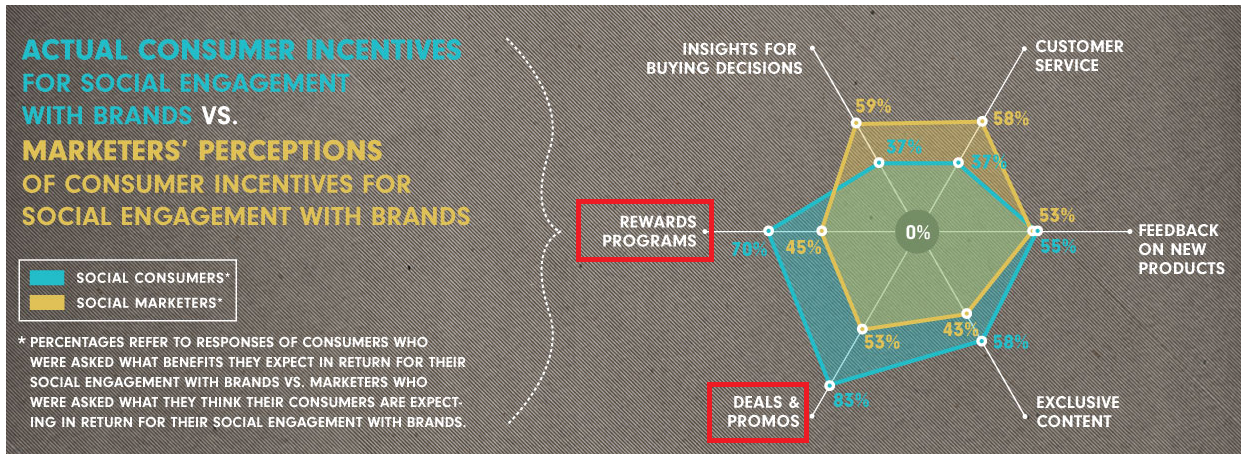 ACTUAL CONSUMER INCENTIVES
FOR SOCIAL ENGAGEMENT
WITH BRANDS VS.
MARKETERS' PERCEPTIONS
OF CONSUMER INCENTIVES FOR
SOCIAL ENGAGEMENT WITH BRANDS
SOCIAL CONSUMERS*
SOCIAL MARKETERS*
* PERCENTAGES REFER TO RESPONSES OF CONSUMERS WHO
WERE ASKED WHAT BENEFITS THEY EXPECT IN RETURN FOR THEIR
SOCIAL ENGAGEMENT WITH BRANDS VS. MARKETERS WHO
WERE ASKED WHAT THEY THINK THEIR CONSUMERS ARE EXPECT-
ING IN RETURN FOR THEIR SOCIAL ENGAGEMENT WITH BRANDS.
INSIGHTS FOR
BUYING DECISIONS
CUSTOMER
SERVICE
59%
58%
37%
37%
REWARDS
PROGRAMS
70%
45%
0%
53%
55%
FEEDBACK
ON NEW
PRODUCTS
53%
43%
58%
83%
DEALS &
PROMOS
EXCLUSIVE
CONTENT